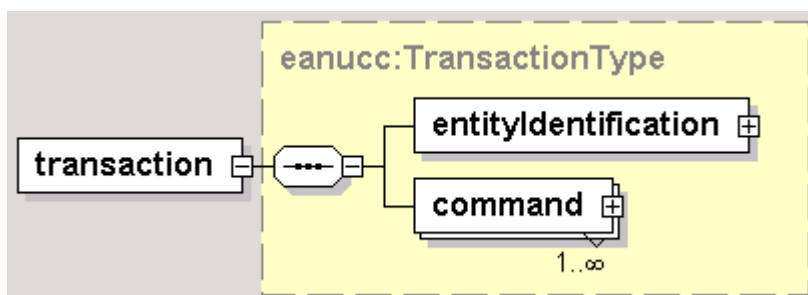 eanucc:TransactionType
entityIdentification
transaction
command
1..∞